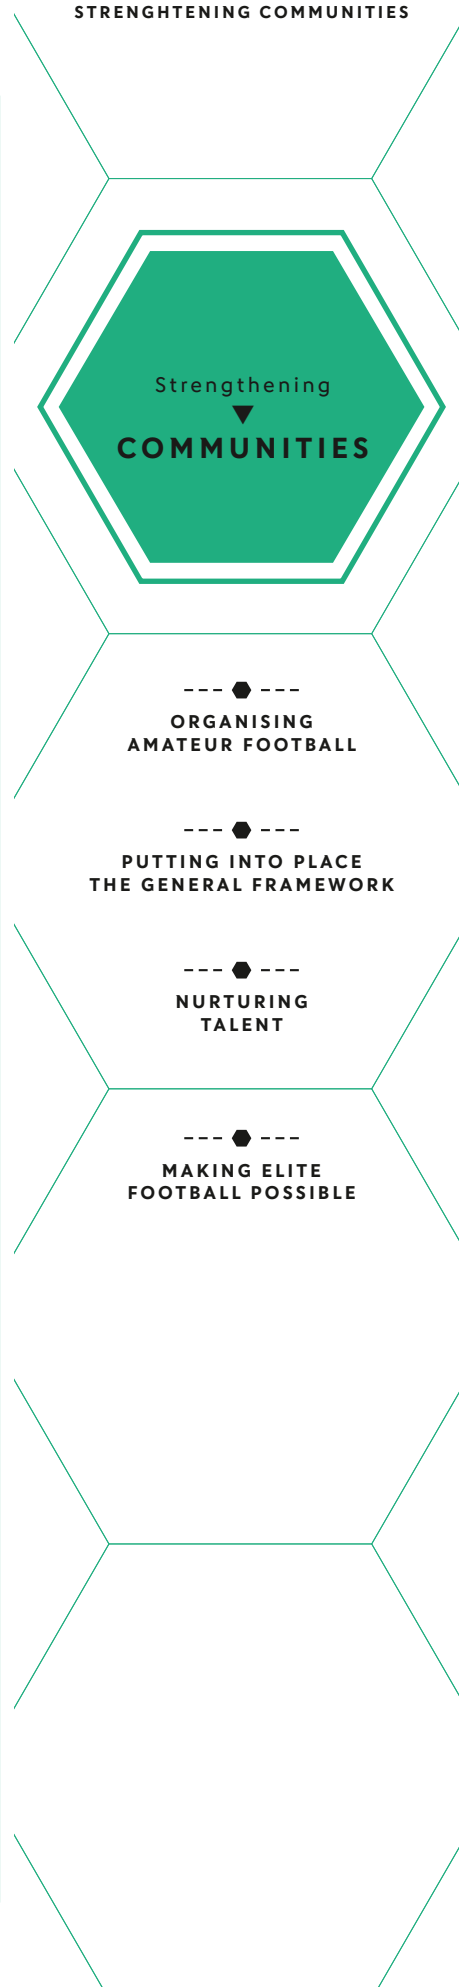 STRENGHTENING COMMUNITIES
Strengthening
COMMUNITIES
ORGANISING
AMATEUR FOOTBALL
PUTTING INTO PLACE
THE GENERAL FRAMEWORK
NURTURING
TALENT
MAKING ELITE
FOOTBALL POSSIBLE